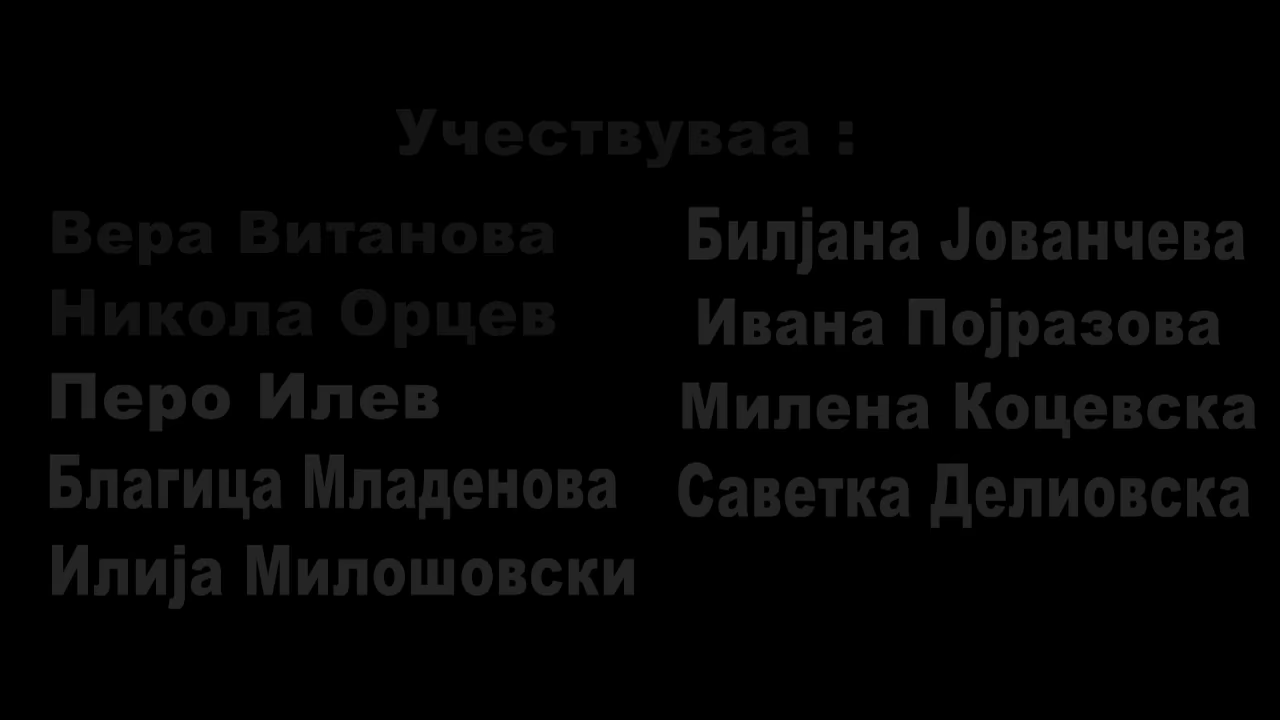 Учествуваа :
Вера Витанова
Никола Орцев
Перо Илев
Благица Младенова
Илија Милошовски
Билјана Јованчева
Ивана Појразова
Милена Коцевска
Саветка Делиовска